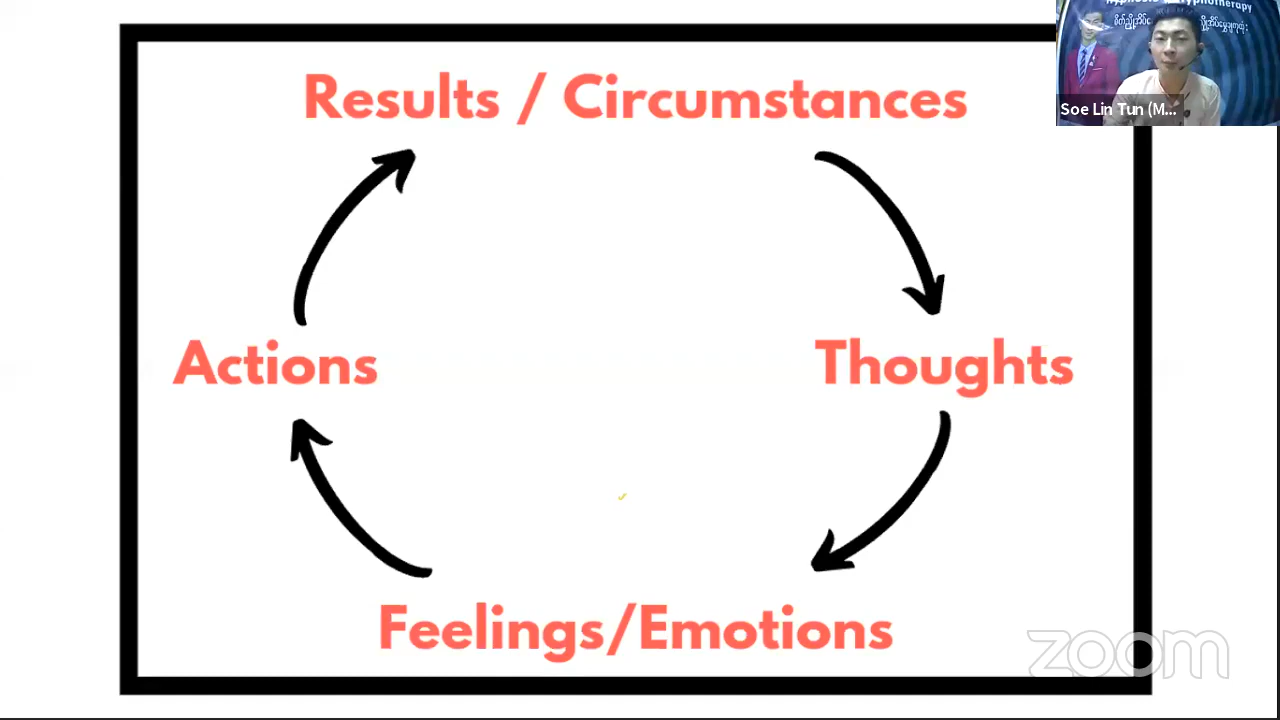 Results / Circumstances
Soe Lin Tun (M...
Actions
Thoughts
Feelings/Emotions
zoom